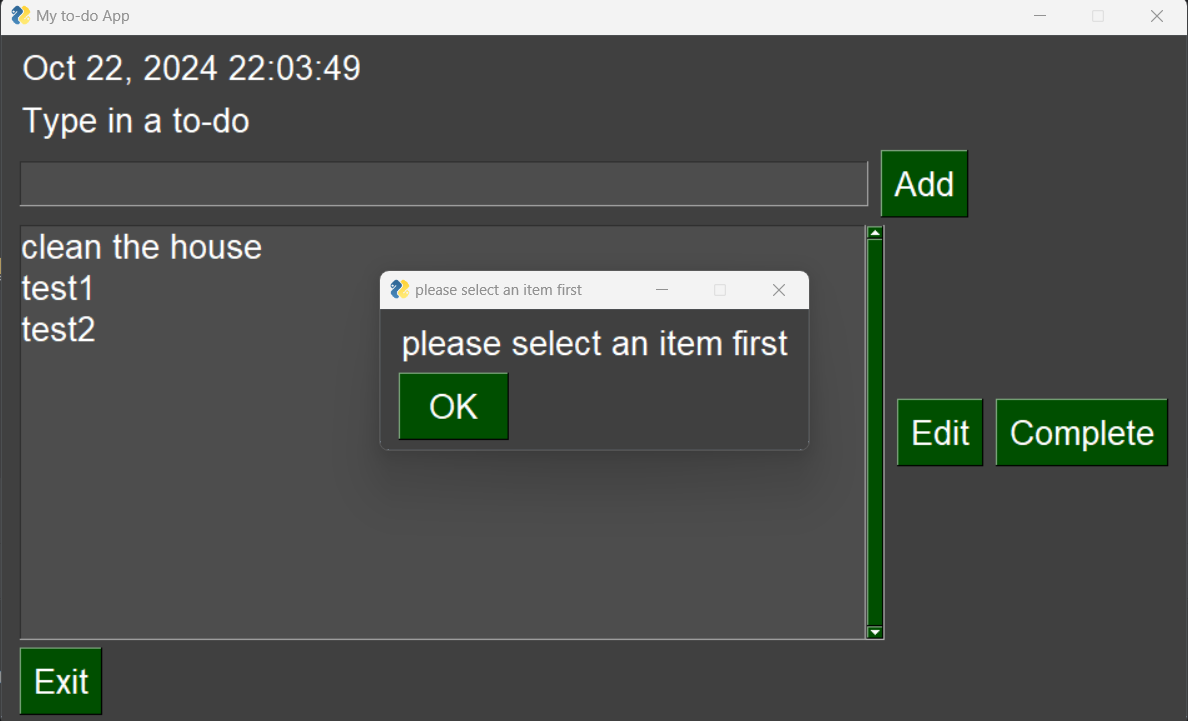 My to-do App
Oct 22, 2024 22:03:49
Type in a to-do
Add
clean the house
test1
test2
please select an item first
please select an item first
OK
Edit Complete
Exit